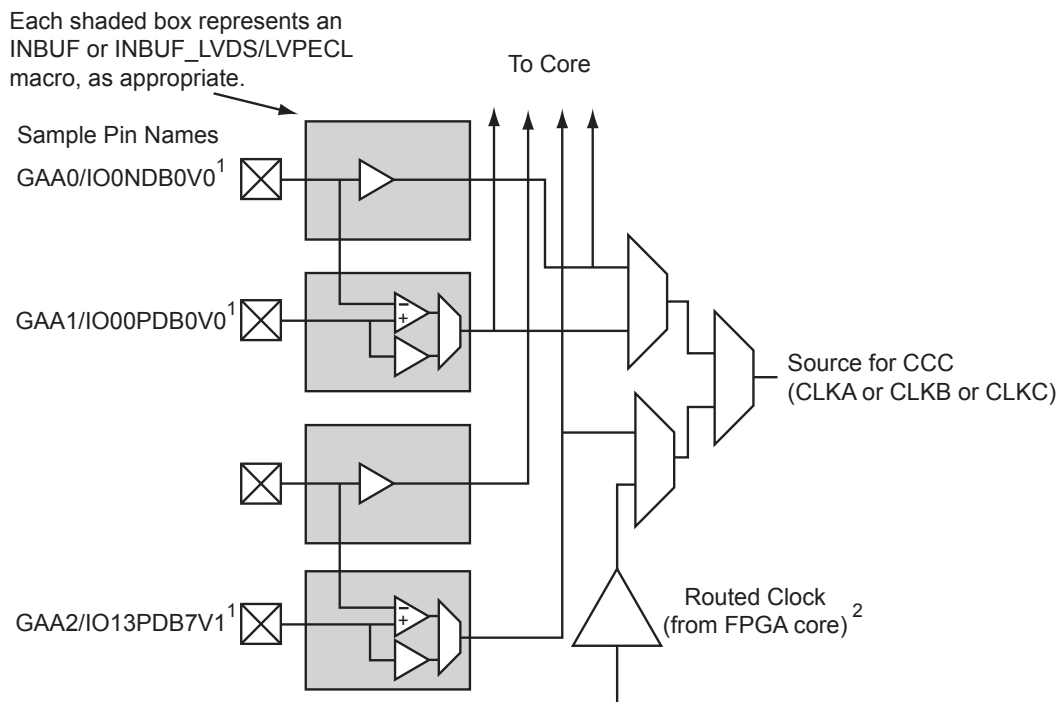 Each shaded box represents an
INBUF or INBUF_LVDS/LVPECL
macro, as appropriate.
To Core
Sample Pin Names
GAA0/IO0NDB0V0¹
GAA1/IO00PDB0V0¹
−
+
Source for CCC
(CLKA or CLKB or CLKC)
GAA2/IO13PDB7V1¹
−
+
Routed Clock
(from FPGA core)²